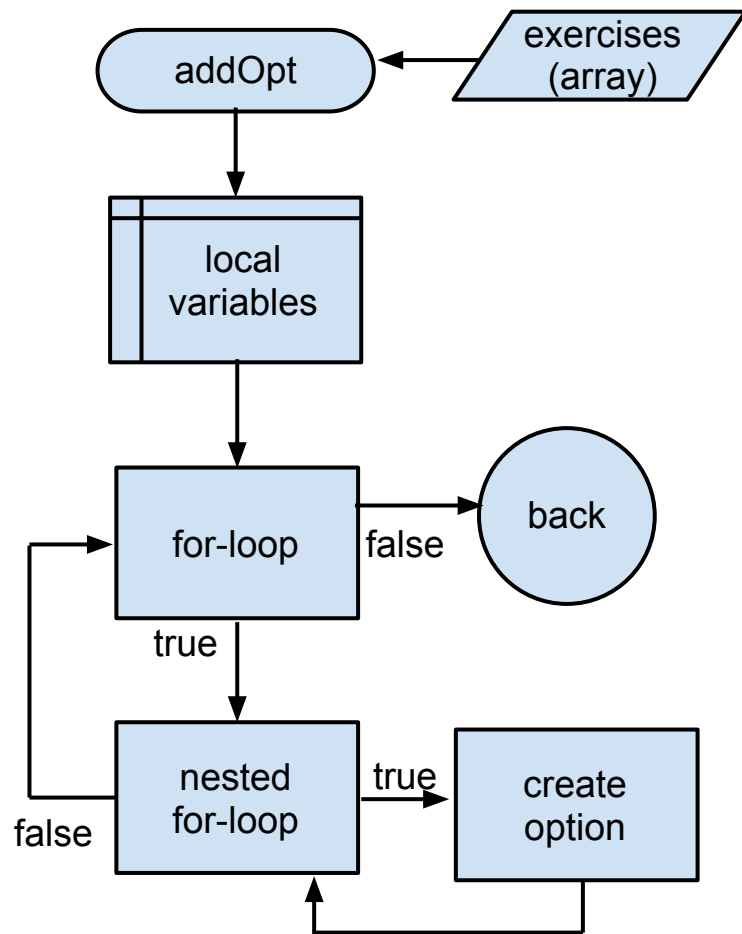 addOpt
exercises
(array)
local
variables
for-loop
false
back
true
nested
for-loop
true
create
option
false